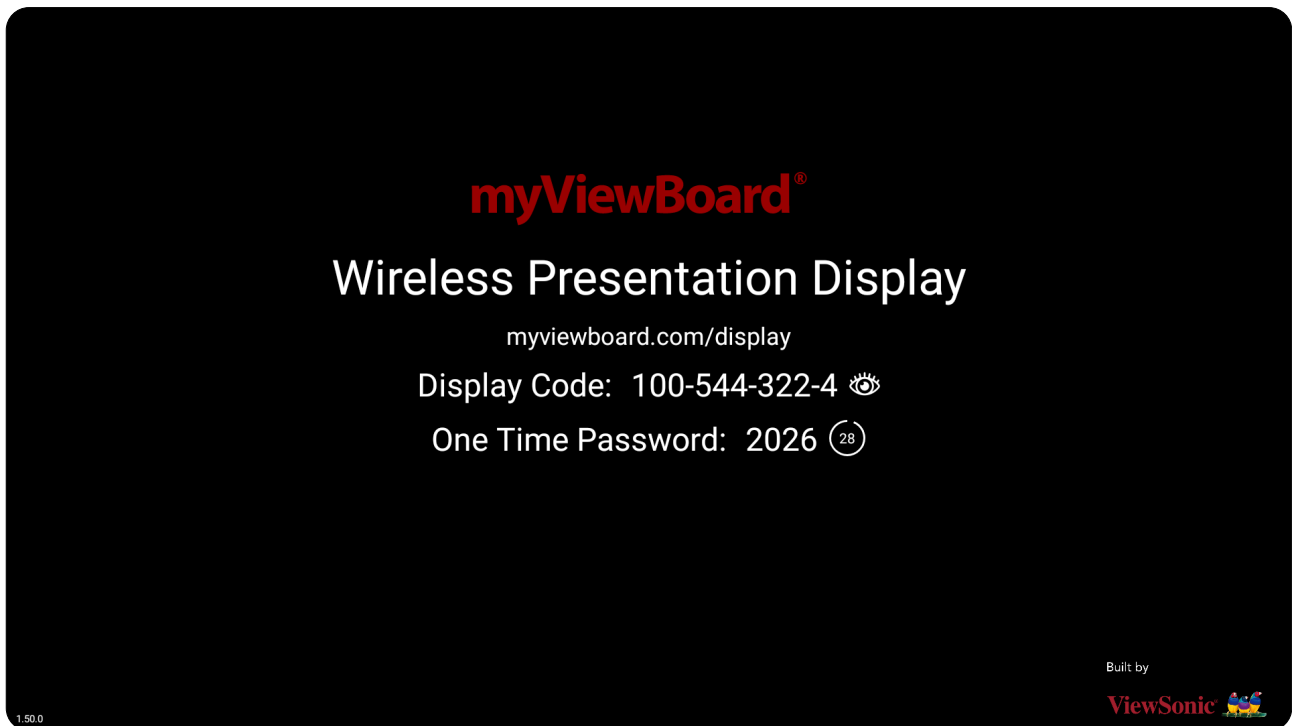 myViewBoard®
Wireless Presentation Display
myviewboard.com/display
Display Code: 100-544-322-4
One Time Password: 2026 28
Built by
ViewSonic
1.50.0